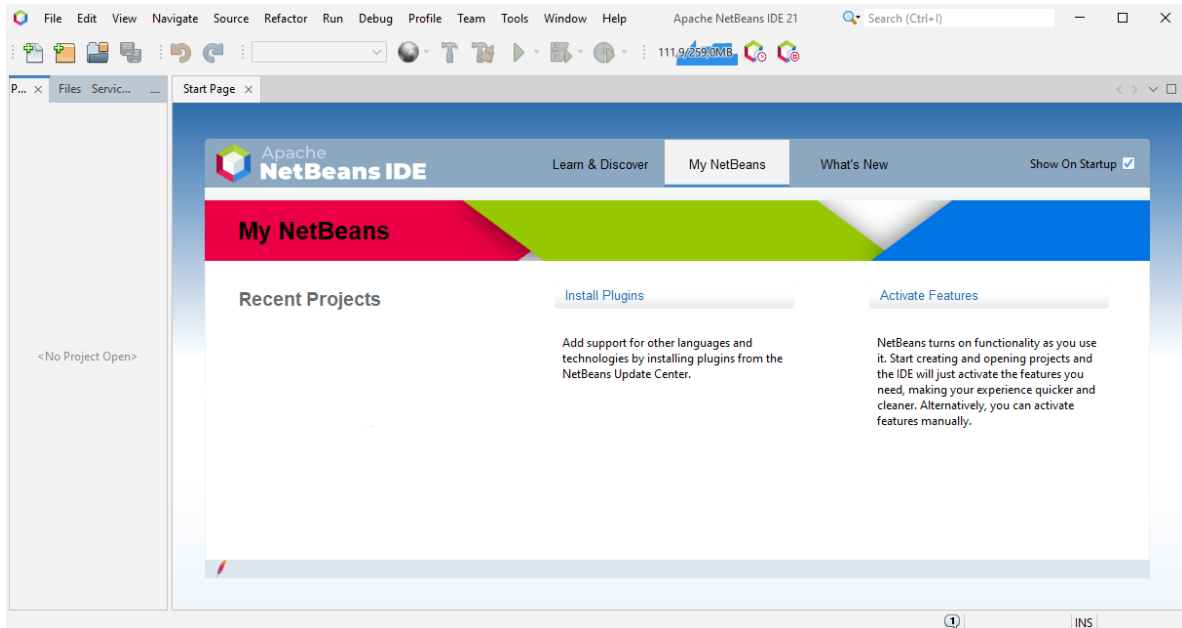 File Edit View Navigate Source Refactor Run Debug Profile Team Tools Window Help Apache NetBeans IDE 21 Search (Ctrl+I)
111,9/259,0MB
P... Files Servic... Start Page
Apache
NetBeans IDE
Learn & Discover My NetBeans What's New Show On Startup
My NetBeans
Recent Projects Install Plugins Activate Features
<No Project Open>
Add support for other languages and
technologies by installing plugins from the
NetBeans Update Center.
NetBeans turns on functionality as you use
it. Start creating and opening projects and
the IDE will just activate the features you
need, making your experience quicker and
cleaner. Alternatively, you can activate
features manually.
1 INS